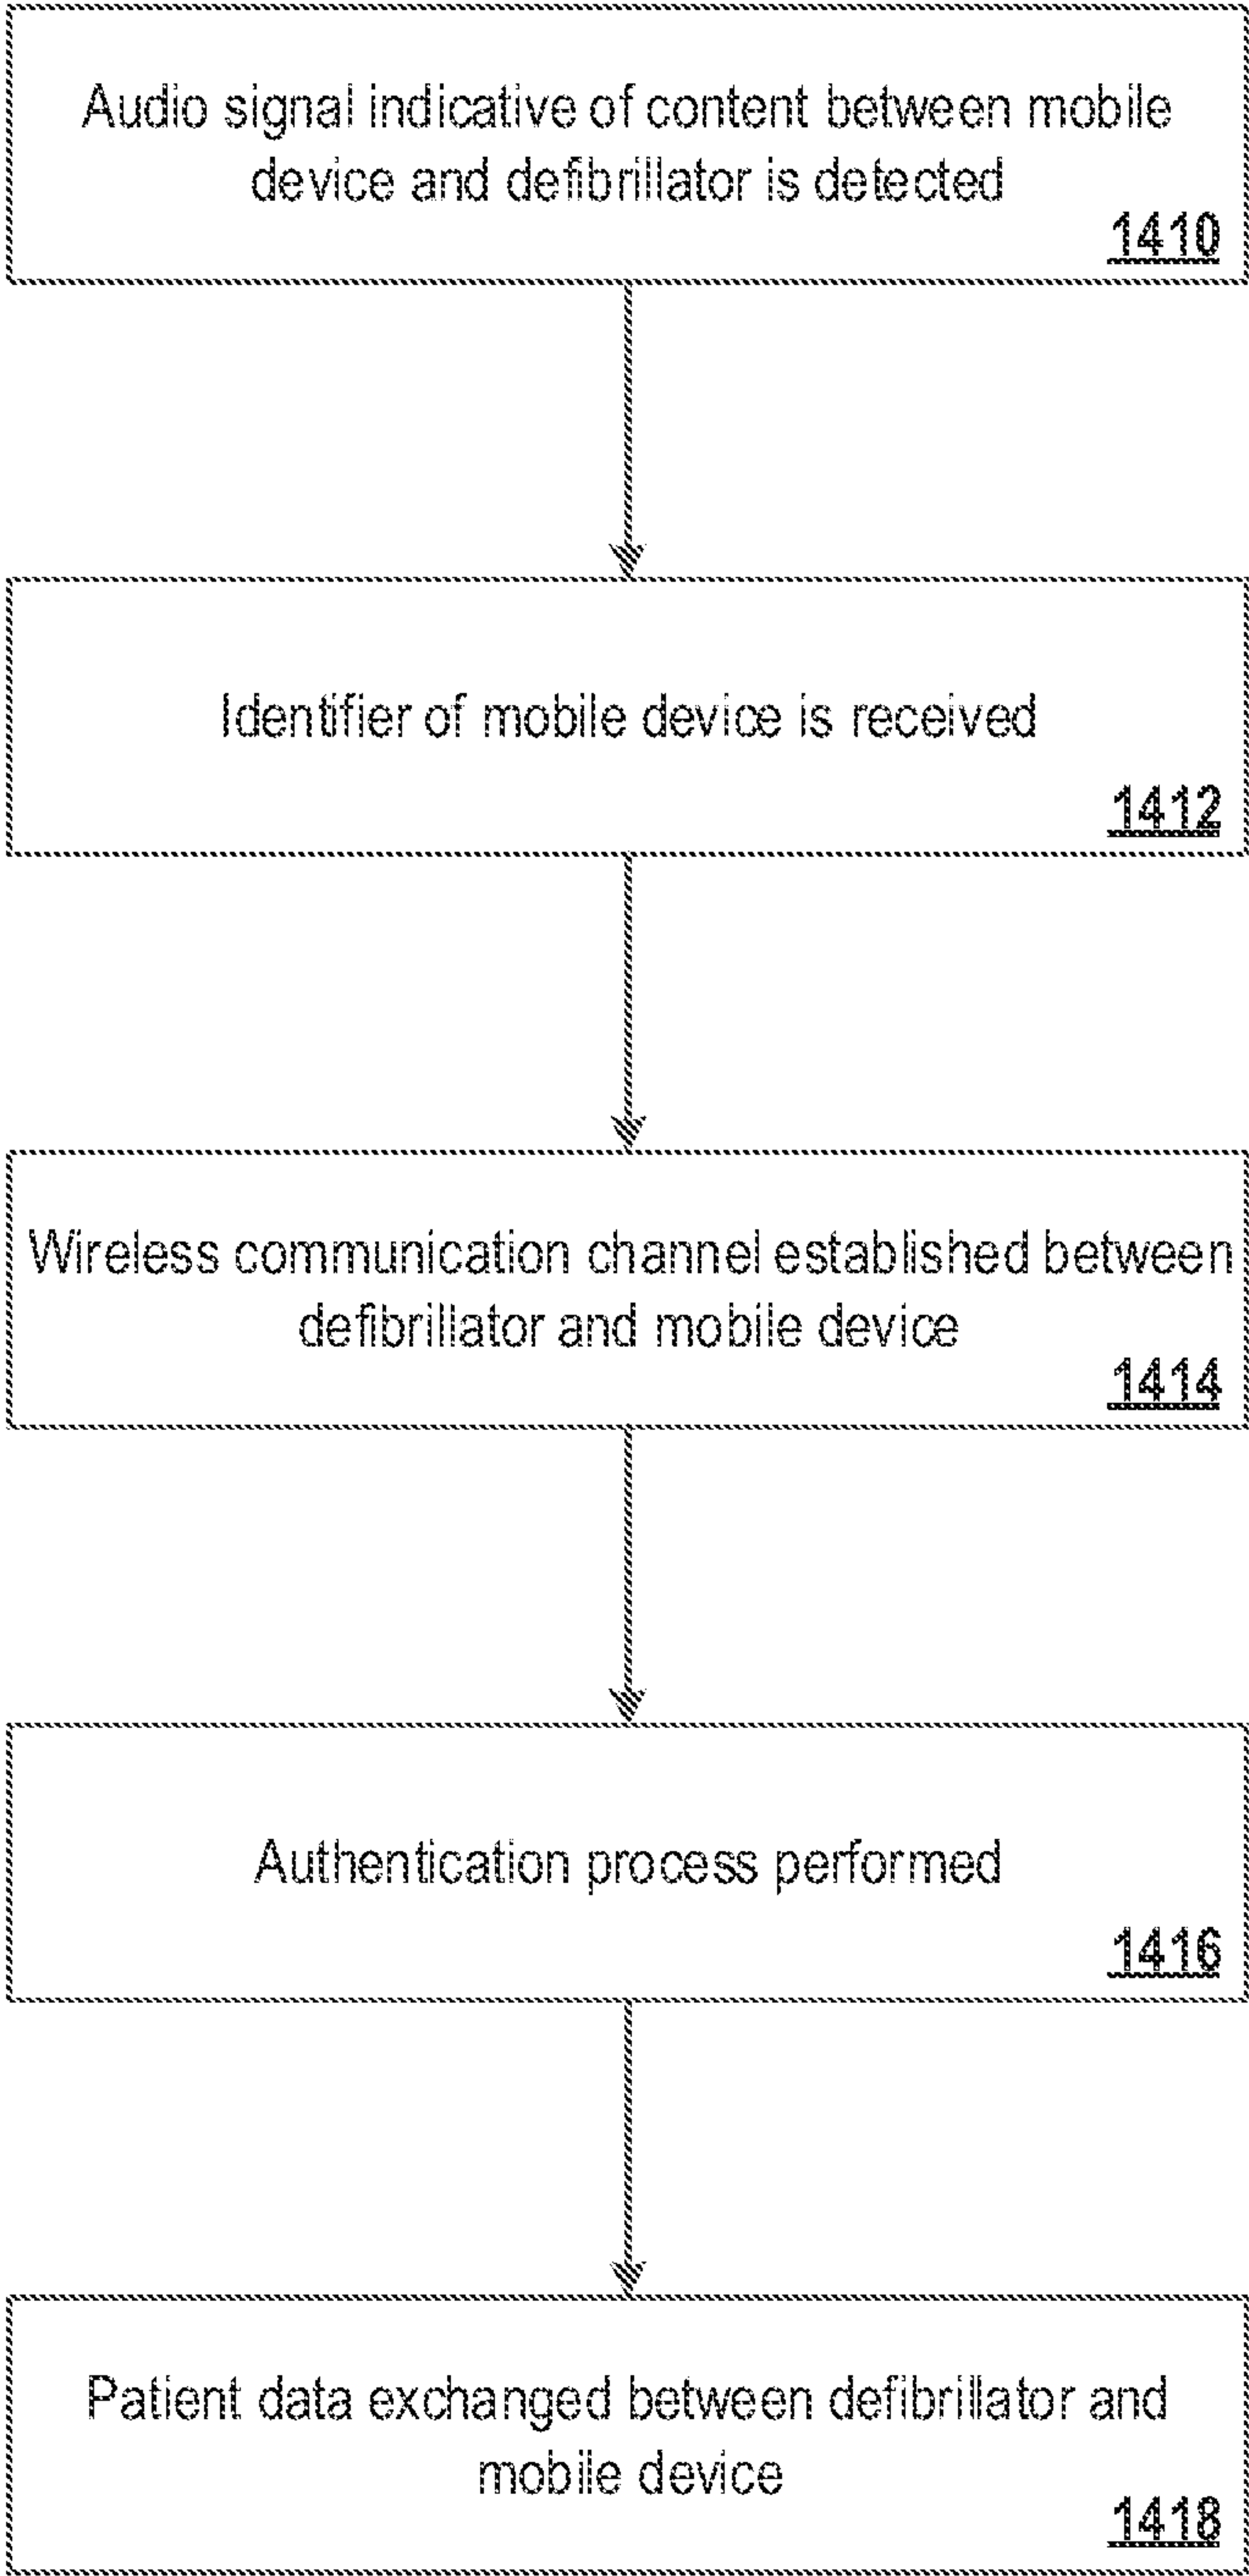 Audio signal indicative of content between mobile
device and defibrillator is detected
1410
Identifier of mobile device is received
1412
Wireless communication channel established between
defibrillator and mobile device
1414
Authentication process performed
1416
Patient data exchanged between defibrillator and
mobile device
1418